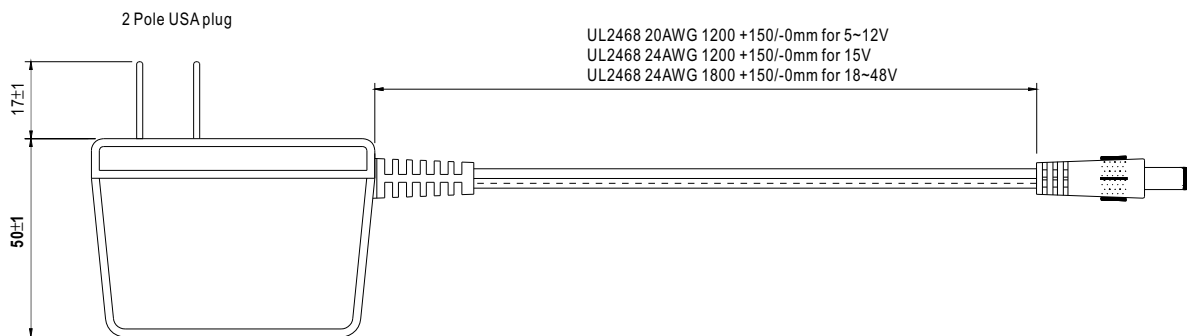 2 Pole USA plug
UL2468 20AWG 1200 +150/-0mm for 5~12V
UL2468 24AWG 1200 +150/-0mm for 15V
UL2468 24AWG 1800 +150/-0mm for 18~48V
17±1
50±1